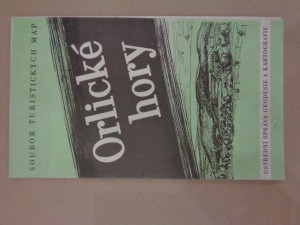 SOUBOR TURISTICKÝCH MAP
Orlické
hory
ÚSTŘEDNÍ SPRÁVA GEODESIE A KARTOGRAFIE